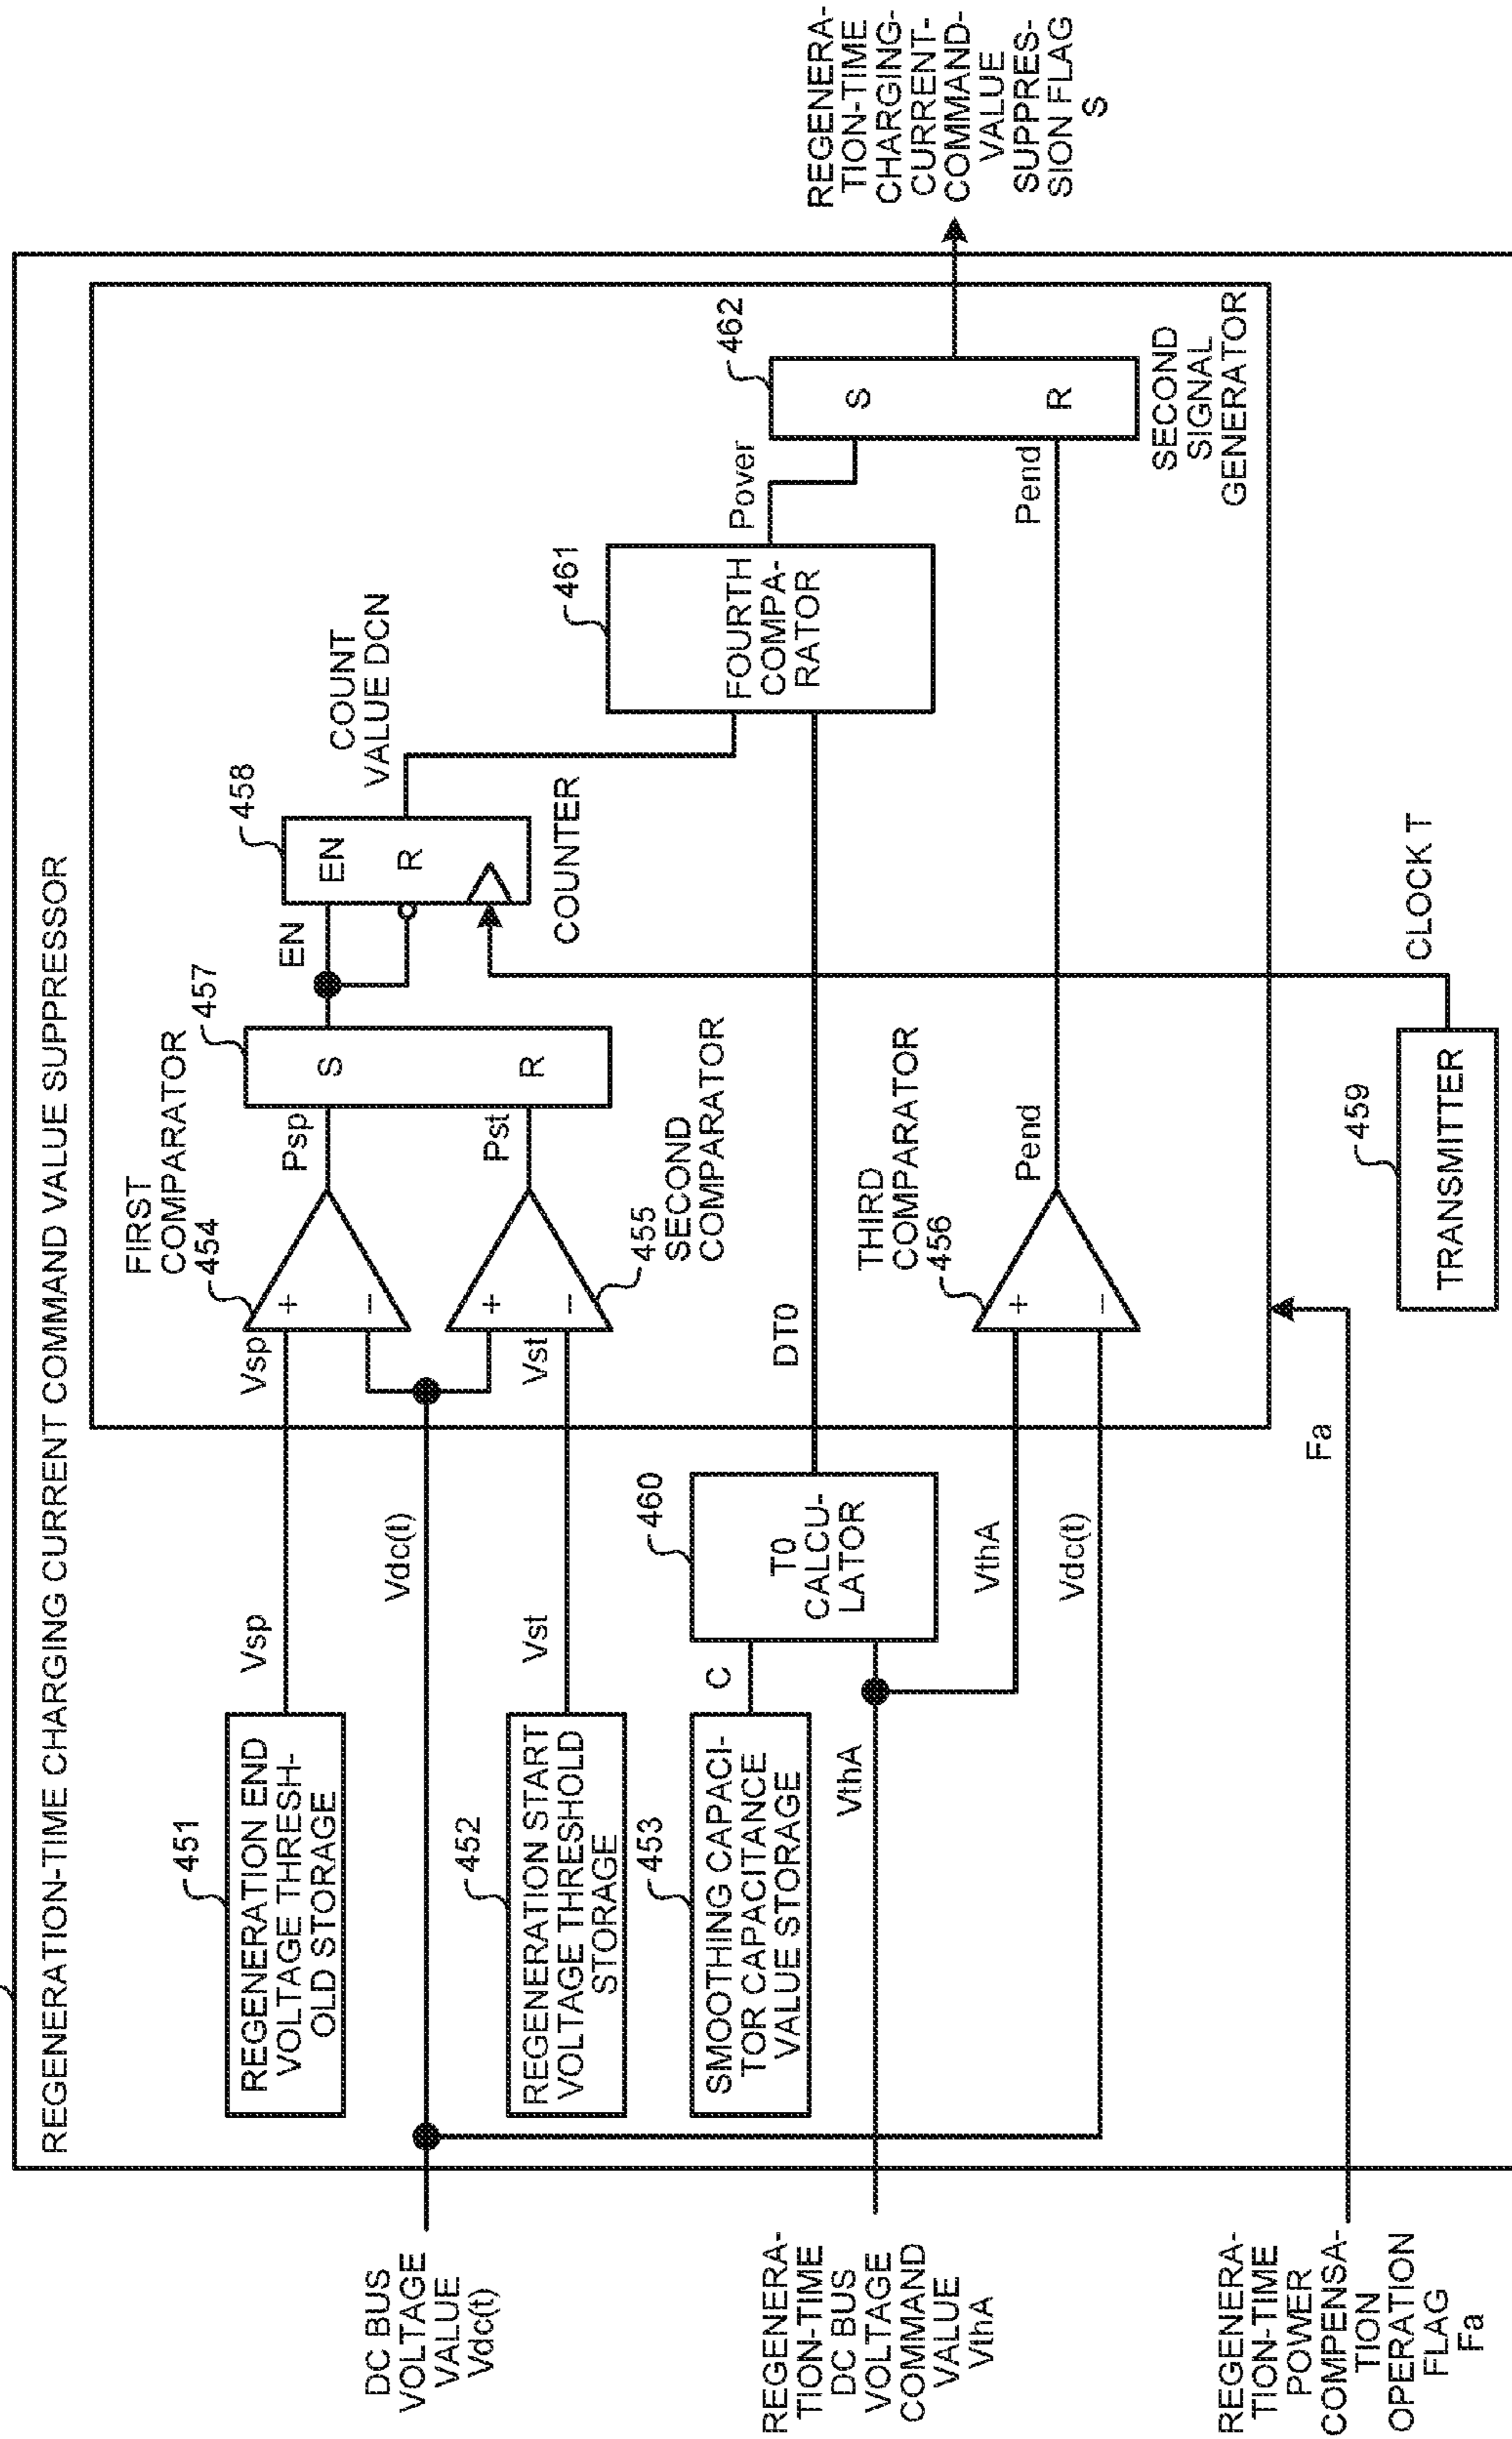 REGENERATION-TIME CHARGING CURRENT COMMAND VALUE SUPPRESSOR
DC BUS
VOLTAGE
VALUE
Vdc(t)
REGENERA-
TION-TIME
DC BUS
VOLTAGE
COMMAND
VALUE
VthA
REGENERA-
TION-TIME
POWER
COMPENSA-
TION
OPERATION
FLAG
Fa
451
REGENERATION END
VOLTAGE THRESH-
OLD STORAGE
452
REGENERATION START
VOLTAGE THRESHOLD
STORAGE
453
SMOOTHING CAPACI-
TOR CAPACITANCE
VALUE STORAGE
Vsp
Vdc(t)
Vst
C
VthA
460
T0
CALCU-
LATOR
VthA
Vdc(t)
Fa
FIRST
COMPARATOR
454
Vsp
+
−
Vst
+
−
455
SECOND
COMPARATOR
DT0
THIRD
COMPARATOR
456
+
−
Psp
Pst
457
S
R
Pend
459
TRANSMITTER
CLOCK T
EN
458
EN
R
COUNTER
COUNT
VALUE DCN
461
FOURTH
COMPA-
RATOR
Pover
Pend
462
S
R
SECOND
SIGNAL
GENERATOR
REGENERA-
TION-TIME
CHARGING-
CURRENT-
COMMAND-
VALUE
SUPPRES-
SION FLAG
S